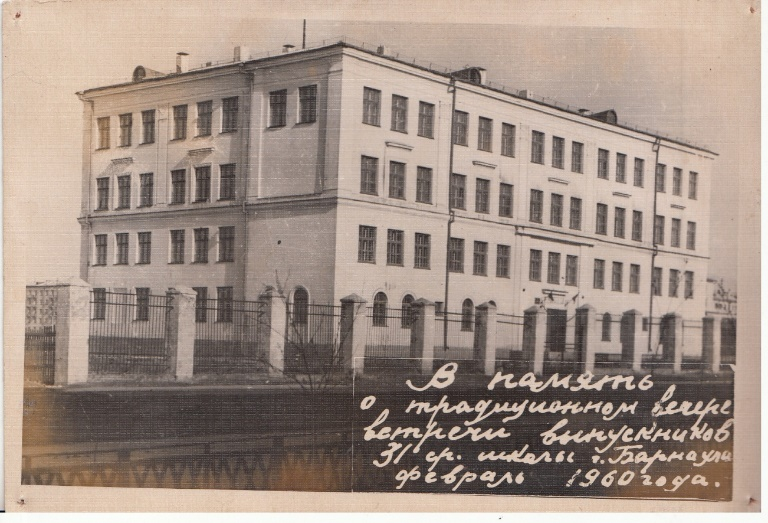 В память
о традиционном вечере
встречи выпускников
31 ср. школы г. Барнаула
февраль 1960 года.